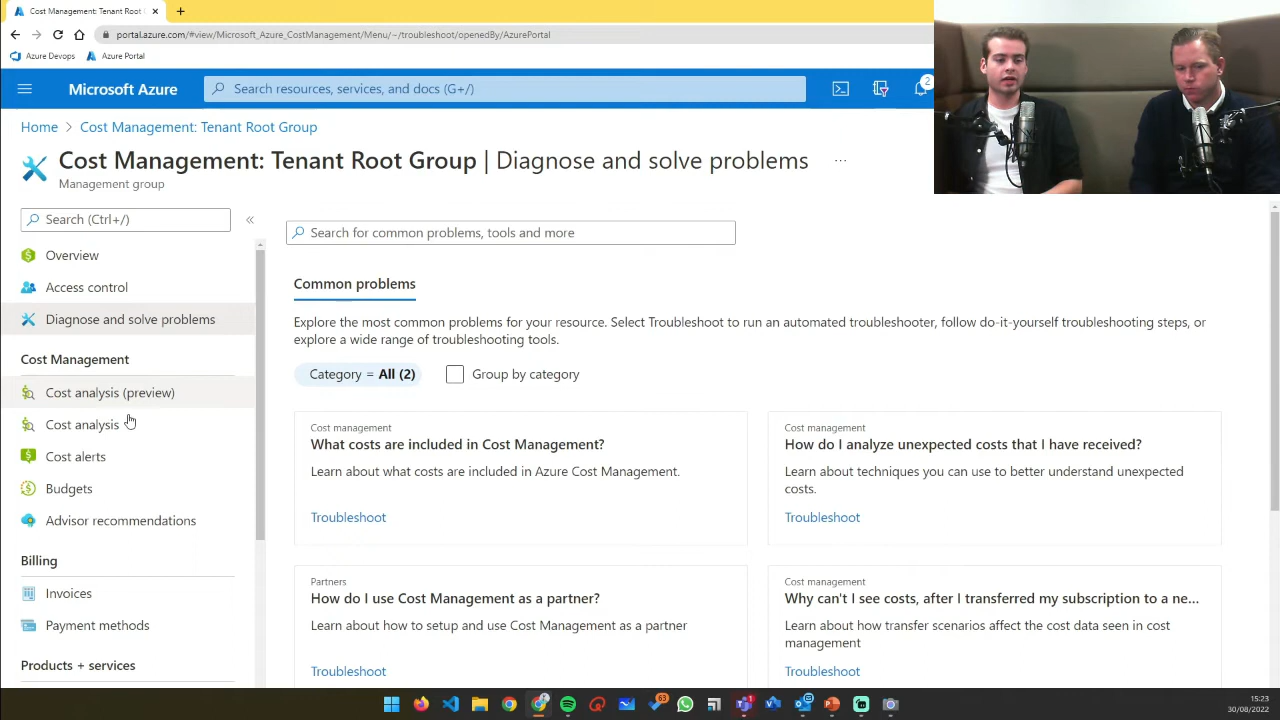 Cost Management: Tenant Root G
portal.azure.com/#view/Microsoft_Azure_CostManagement/Menu/~/troubleshoot/openedBy/AzurePortal
Azure Devops
Azure Portal
Microsoft Azure
Search resources, services, and docs (G+/)
2
Home > Cost Management: Tenant Root Group
Cost Management: Tenant Root Group | Diagnose and solve problems ...
Management group
Search (Ctrl+/)
«
Overview
Access control
Diagnose and solve problems
Cost Management
Cost analysis (preview)
Cost analysis
Cost alerts
Budgets
Advisor recommendations
Billing
Invoices
Payment methods
Products + services
Search for common problems, tools and more
Common problems
Explore the most common problems for your resource. Select Troubleshoot to run an automated troubleshooter, follow do-it-yourself troubleshooting steps, or
explore a wide range of troubleshooting tools.
Category = All (2)
Group by category
Cost management
What costs are included in Cost Management?
Learn about what costs are included in Azure Cost Management.
Troubleshoot
Cost management
How do I analyze unexpected costs that I have received?
Learn about techniques you can use to better understand unexpected
costs.
Troubleshoot
Partners
How do I use Cost Management as a partner?
Learn about how to setup and use Cost Management as a partner
Troubleshoot
Cost management
Why can't I see costs, after I transferred my subscription to a ne...
Learn about how transfer scenarios affect the cost data seen in cost
management
Troubleshoot
63
1
15:23
30/08/2022